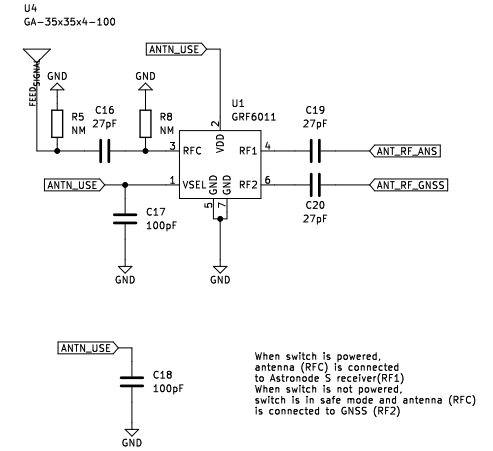 U4
GA-35x35x4-100
ANTN_USE
FEED
SIGNAL
GND
GND
R5
NM
C16
27pF
R8
NM
U1
GRF6011
C19
27pF
2
VDD
3
RFC
RF1
4
ANT_RF_ANS
ANTN_USE
1
VSEL
GND
GND
RF2
6
ANT_RF_GNSS
5
7
C20
27pF
C17
100pF
GND
GND
ANTN_USE
C18
100pF
GND
When switch is powered,
antenna (RFC) is connected
to Astronode S receiver(RF1)
When switch is not powered,
switch is in safe mode and antenna (RFC)
is connected to GNSS (RF2)